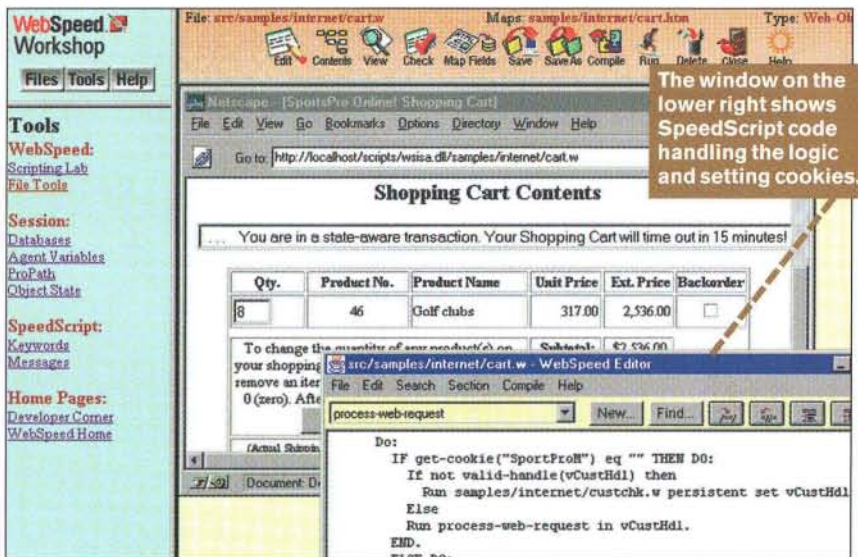 WebSpeed
Workshop
Files Tools Help
Tools
WebSpeed:
Scripting Lab
File Tools
Session:
Databases
Agent Variables
ProPath
Object State
SpeedScript:
Keywords
Messages
Home Pages:
Developer Corner
WebSpeed Home
File: src/samples/internet/cart.w Maps: samples/internet/cart.htm Type: Web-Ob
Edit Contents View Check Map Fields Save Save As Compile Run Delete Close Help
The window on the
lower right shows
SpeedScript code
handling the logic
and setting cookies.
Netscape - [SportsPro Online! Shopping Cart]
File Edit View Go Bookmarks Options Directory Window Help
Go to: http://localhost/scripts/wsisa.dll/samples/internet/cart.w
Shopping Cart Contents
... You are in a state-aware transaction. Your Shopping Cart will time out in 15 minutes!
Qty. Product No. Product Name Unit Price Ext. Price Backorder
8 46 Golf clubs 317.00 2,536.00
To change the quantity of any product(s) on Subtotal: $2,536.00
your shopping
remove an iter
0 (zero). Afte
(Actual Shippin
Document: D
src/samples/internet/cart.w - WebSpeed Editor
File Edit Search Section Compile Help
process-web-request New... Find...
Do:
IF get-cookie("SportProM") eq "" THEN DO:
If not valid-handle(vCustHdl) then
Run samples/internet/custchk.w persistent set vCustHdl
Else
Run process-web-request in vCustHdl.
END.
ELSE DO: